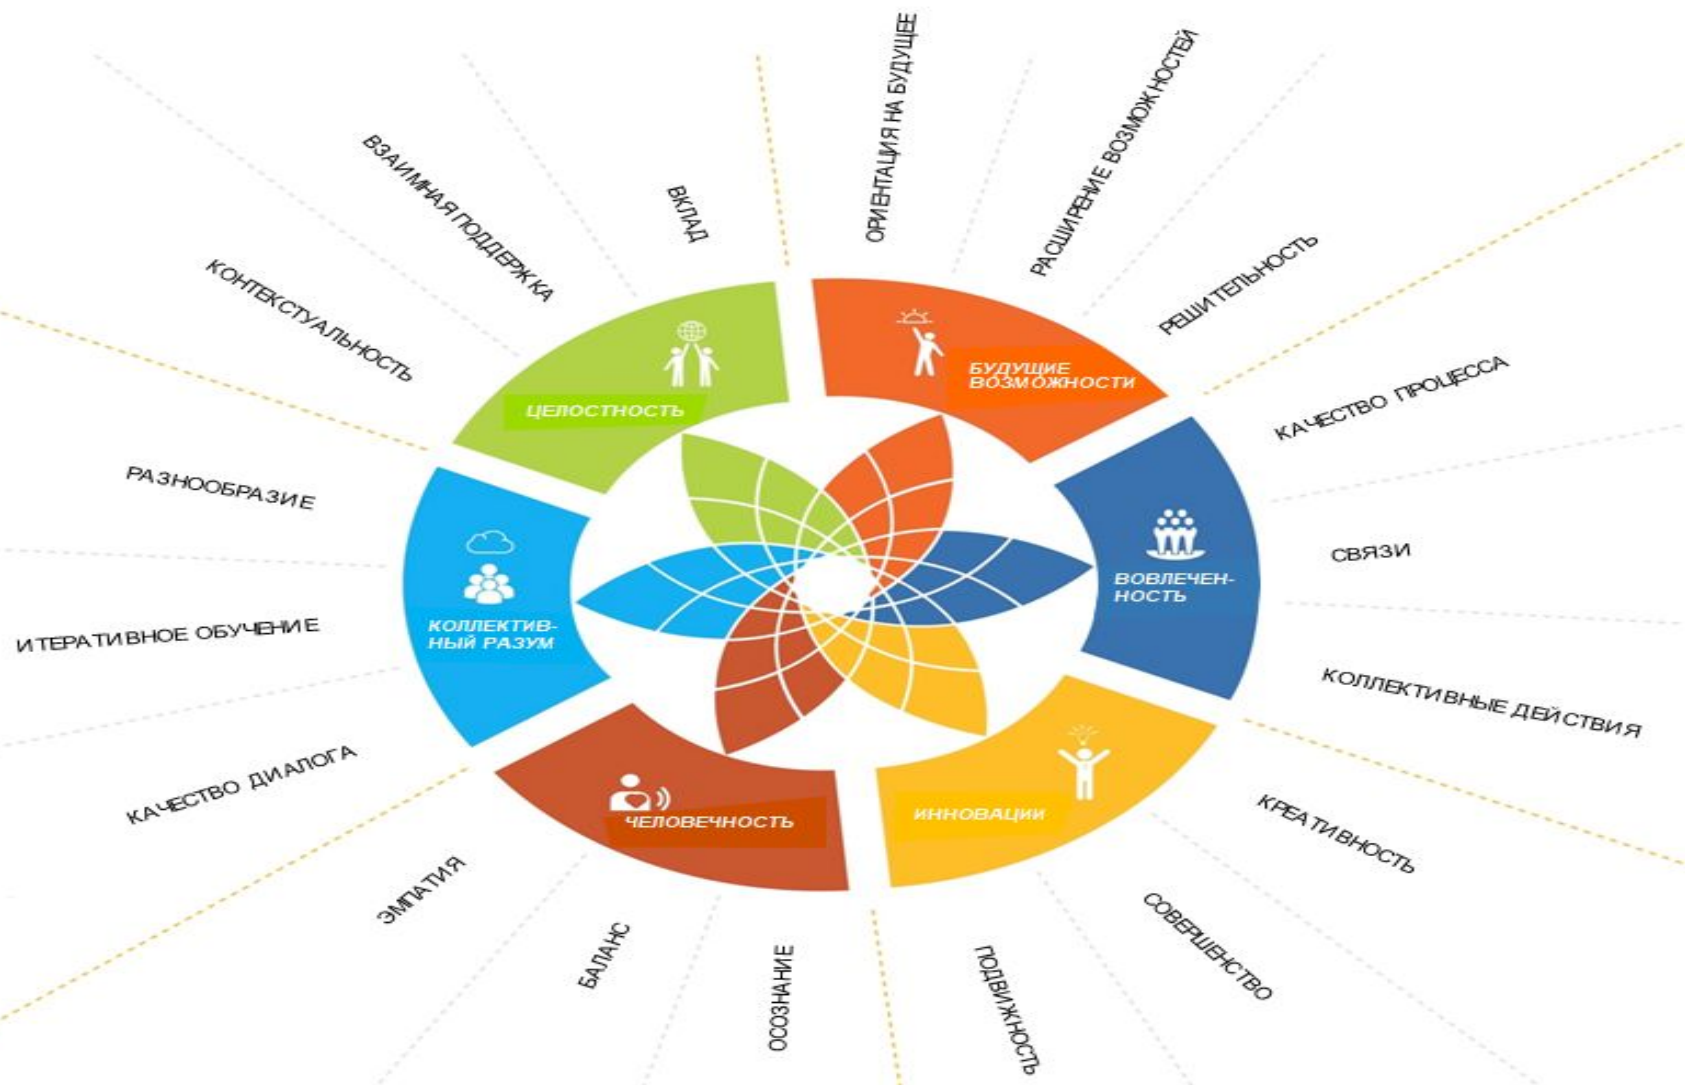 ОРИЕНТАЦИЯ НА БУДУЩЕЕ
РАСШИРЕНИЕ ВОЗМОЖНОСТЕЙ
РЕШИТЕЛЬНОСТЬ
БУДУЩИЕ
ВОЗМОЖНОСТИ
КАЧЕСТВО ПРОЦЕССА
СВЯЗИ
КОЛЛЕКТИВНЫЕ ДЕЙСТВИЯ
ВОВЛЕЧЕН-
НОСТЬ
КРЕАТИВНОСТЬ
СОВЕРШЕНСТВО
ПОДВИЖНОСТЬ
ИННОВАЦИИ
ОСОЗНАНИЕ
БАЛАНС
ЭМПАТИЯ
ЧЕЛОВЕЧНОСТЬ
КАЧЕСТВО ДИАЛОГА
ИТЕРАТИВНОЕ ОБУЧЕНИЕ
РАЗНООБРАЗИЕ
КОЛЛЕКТИВ-
НЫЙ РАЗУМ
КОНТЕКСТУАЛЬНОСТЬ
ВЗАИМНАЯ ПОДДЕРЖКА
ВКЛАД
ЦЕЛОСТНОСТЬ